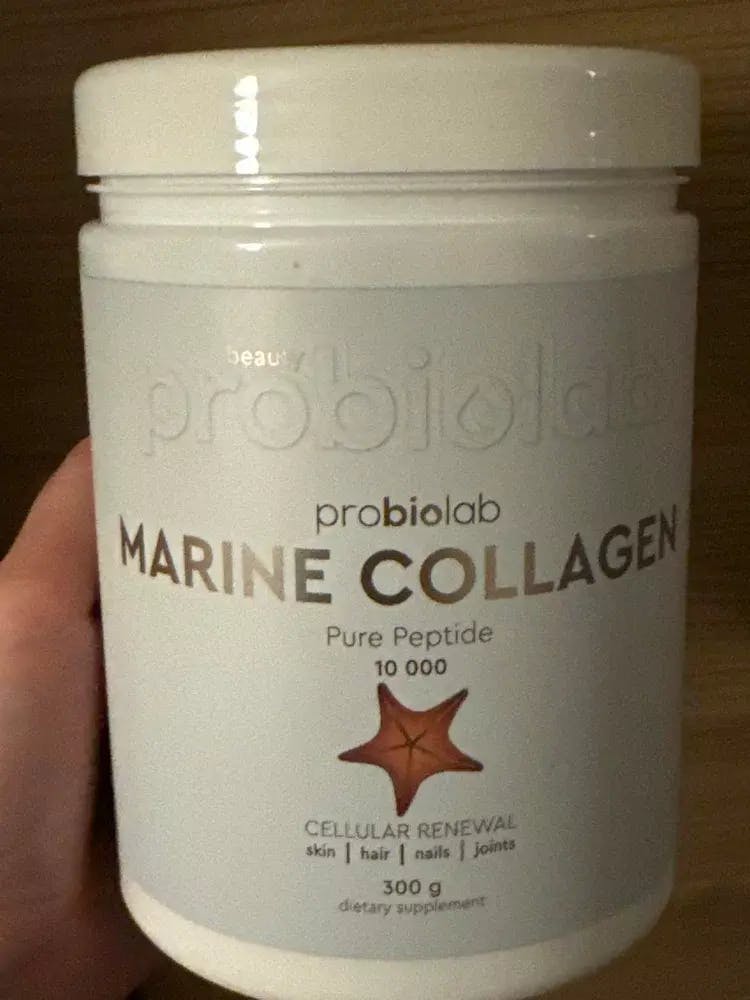 beauty
probiolab
probiolab
MARINE COLLAGEN
Pure Peptide
10 000
CELLULAR RENEWAL
skin | hair | nails | joints
300 g
dietary supplement